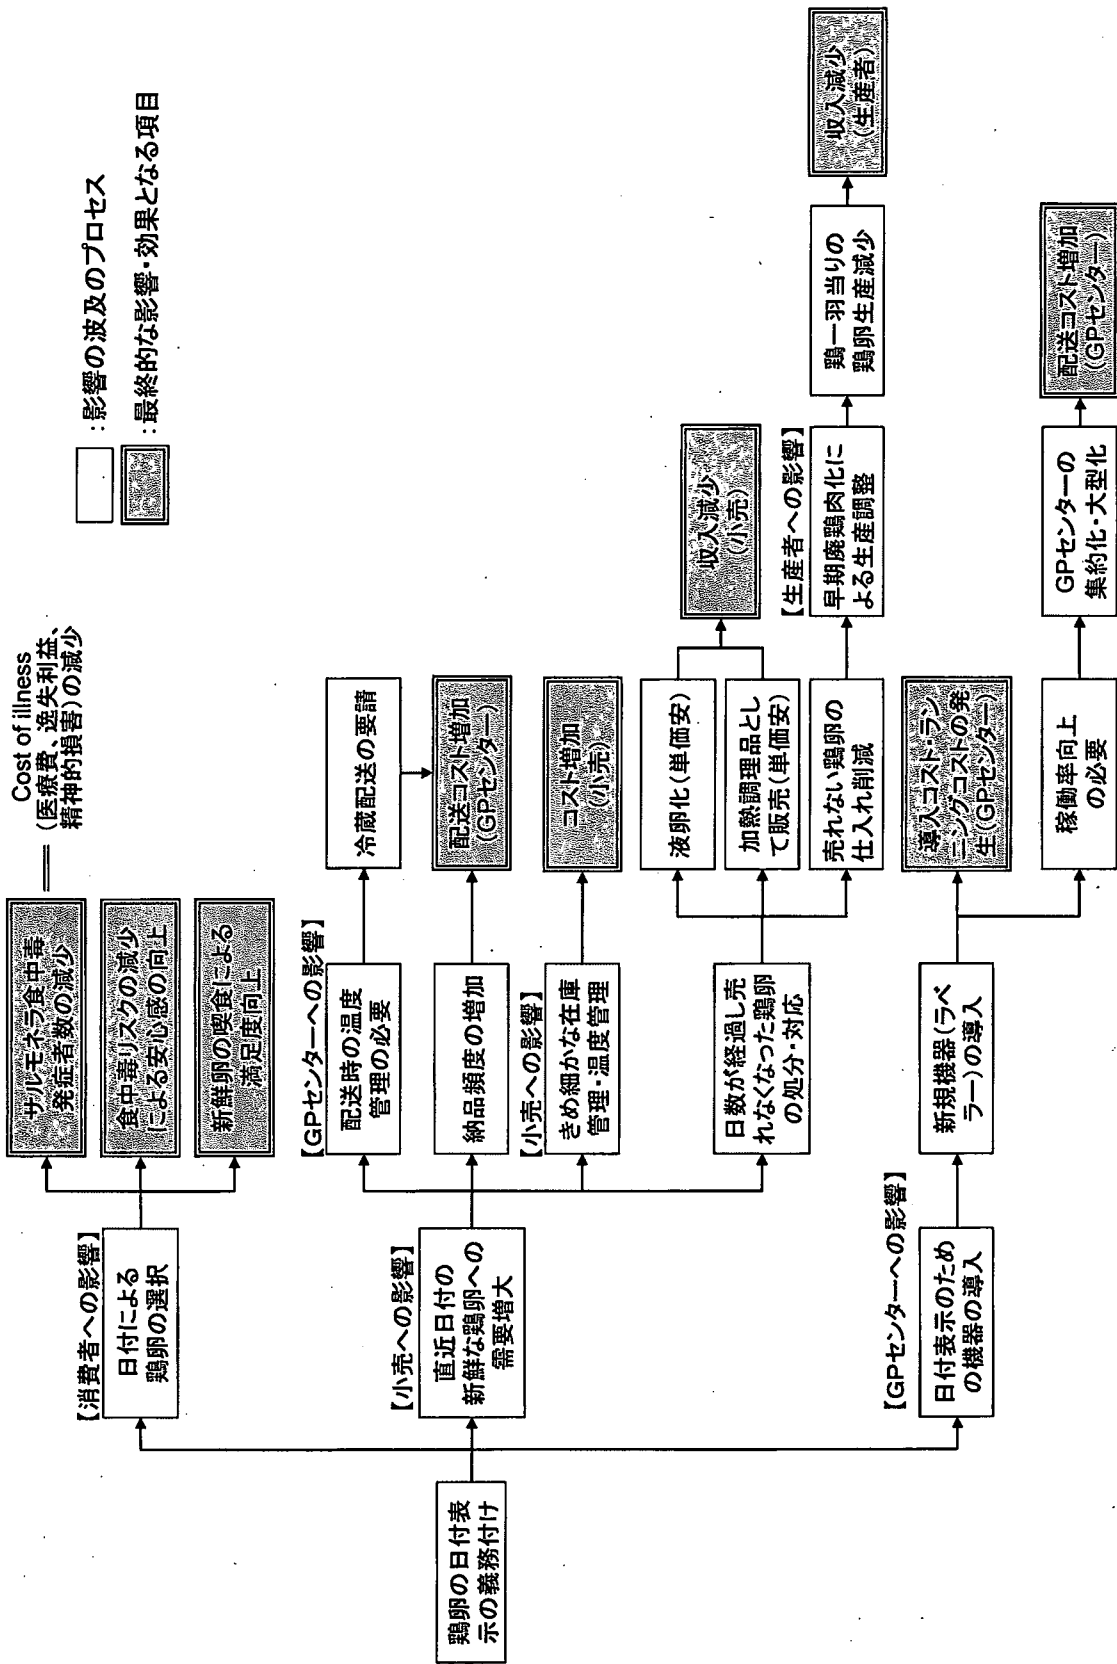 Cost of illness
(医療費、逸失利益、
精神的損害)の減少
:影響の波及のプロセス
:最終的な影響・効果となる項目
鶏卵の日付表
示の義務付け
【消費者への影響】
日付による
鶏卵の選択
サルモネラ食中毒
発症者数の減少
食中毒リスクの減少
による安心感の向上
新鮮卵の喫食による
満足度向上
【小売への影響】
直近日付の
新鮮な鶏卵への
需要増大
【GPセンターへの影響】
配送時の温度
管理の必要
冷蔵配送の要請
納品頻度の増加
配送コスト増加
(GPセンター)
【小売への影響】
きめ細かな在庫
管理・温度管理
コスト増加
(小売)
日数が経過し売
れなくなった鶏卵
の処分・対応
液卵化(単価安)
加熱調理品とし
て販売(単価安)
収入減少
(小売)
売れない鶏卵の
仕入れ削減
【生産者への影響】
早期廃鶏肉化に
よる生産調整
鶏一羽当りの
鶏卵生産減少
収入減少
(生産者)
【GPセンターへの影響】
日付表示のため
の機器の導入
新規機器(ラベ
ラー)の導入
導入コスト・ラン
ニングコストの発
生(GPセンター)
稼働率向上
の必要
GPセンターの
集約化・大型化
配送コスト増加
(GPセンター)